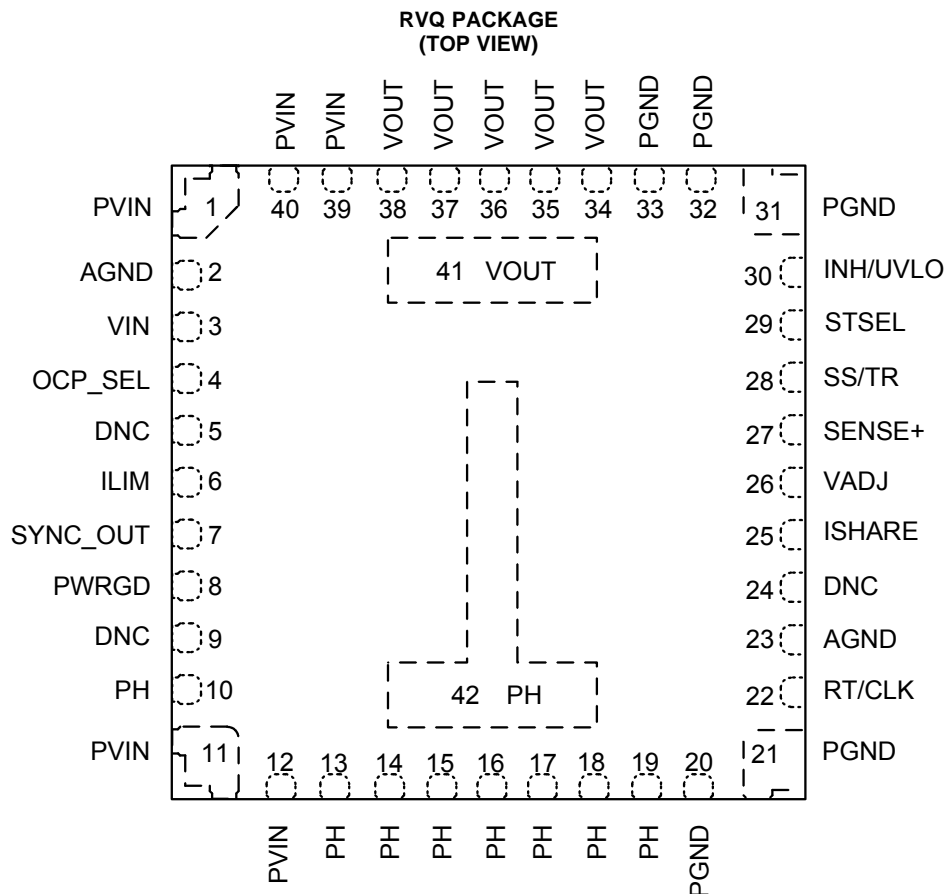 RVQ PACKAGE
(TOP VIEW)
PVIN PVIN VOUT VOUT VOUT VOUT VOUT PGND PGND
PVIN 1 40 39 38 37 36 35 34 33 32 31 PGND
AGND 2 41 VOUT 30 INH/UVLO
VIN 3 29 STSEL
OCP_SEL 4 28 SS/TR
DNC 5 27 SENSE+
ILIM 6 26 VADJ
SYNC_OUT 7 25 ISHARE
PWRGD 8 24 DNC
DNC 9 23 AGND
PH 10 42 PH 22 RT/CLK
PVIN 11 12 13 14 15 16 17 18 19 20 21 PGND
PVIN PH PH PH PH PH PH PH PGND